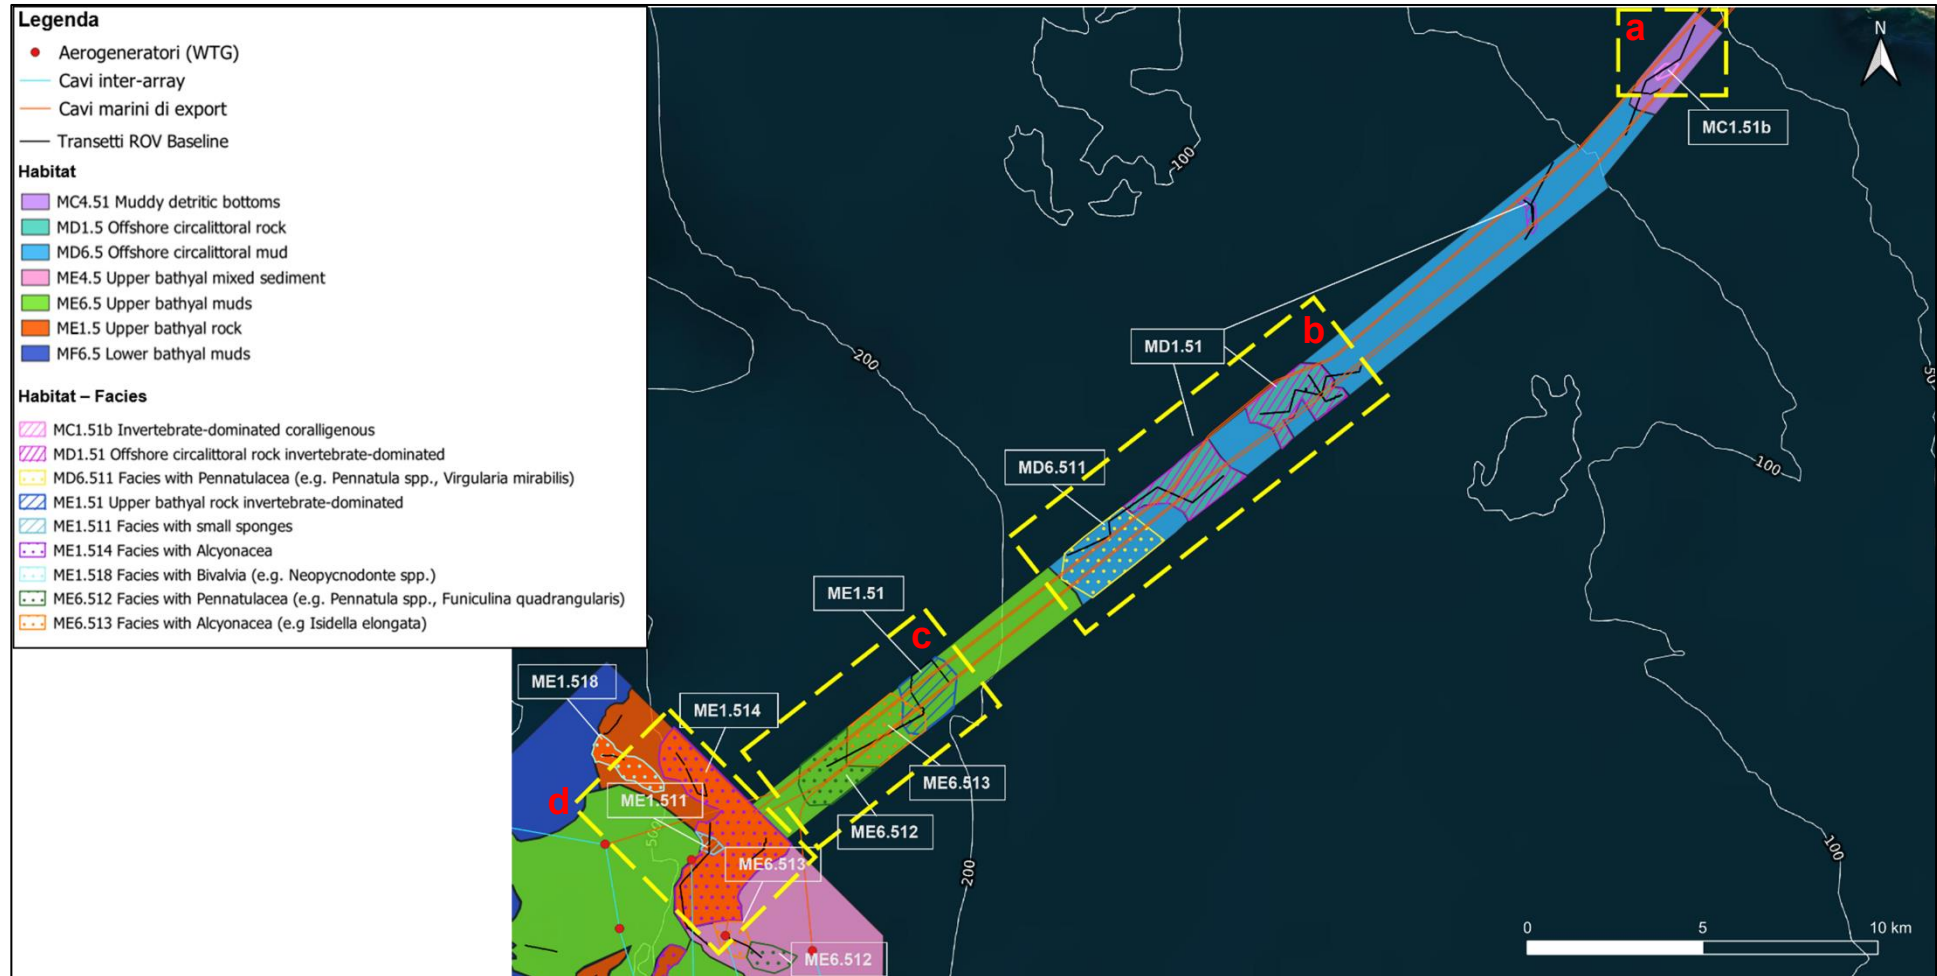 Legenda
Aerogeneratori (WTG)
Cavi inter-array
Cavi marini di export
Transetti ROV Baseline
Habitat
MC4.51 Muddy detritic bottoms
MD1.5 Offshore circalittoral rock
MD6.5 Offshore circalittoral mud
ME4.5 Upper bathyal mixed sediment
ME6.5 Upper bathyal muds
ME1.5 Upper bathyal rock
MF6.5 Lower bathyal muds
Habitat – Facies
MC1.51b Invertebrate-dominated coralligenous
MD1.51 Offshore circalittoral rock invertebrate-dominated
MD6.511 Facies with Pennatulacea (e.g. Pennatula spp., Virgularia mirabilis)
ME1.51 Upper bathyal rock invertebrate-dominated
ME1.511 Facies with small sponges
ME1.514 Facies with Alcyonacea
ME1.518 Facies with Bivalvia (e.g. Neopycnodonte spp.)
ME6.512 Facies with Pennatulacea (e.g. Pennatula spp., Funiculina quadrangularis)
ME6.513 Facies with Alcyonacea (e.g Isidella elongata)
a
N
MC1.51b
100
b
MD1.51
200
50
MD6.511
100
ME1.51
c
ME1.518
ME1.514
ME6.513
d
ME1.511
500
ME6.512
100
ME6.513
200
ME6.512
0 5 10 km